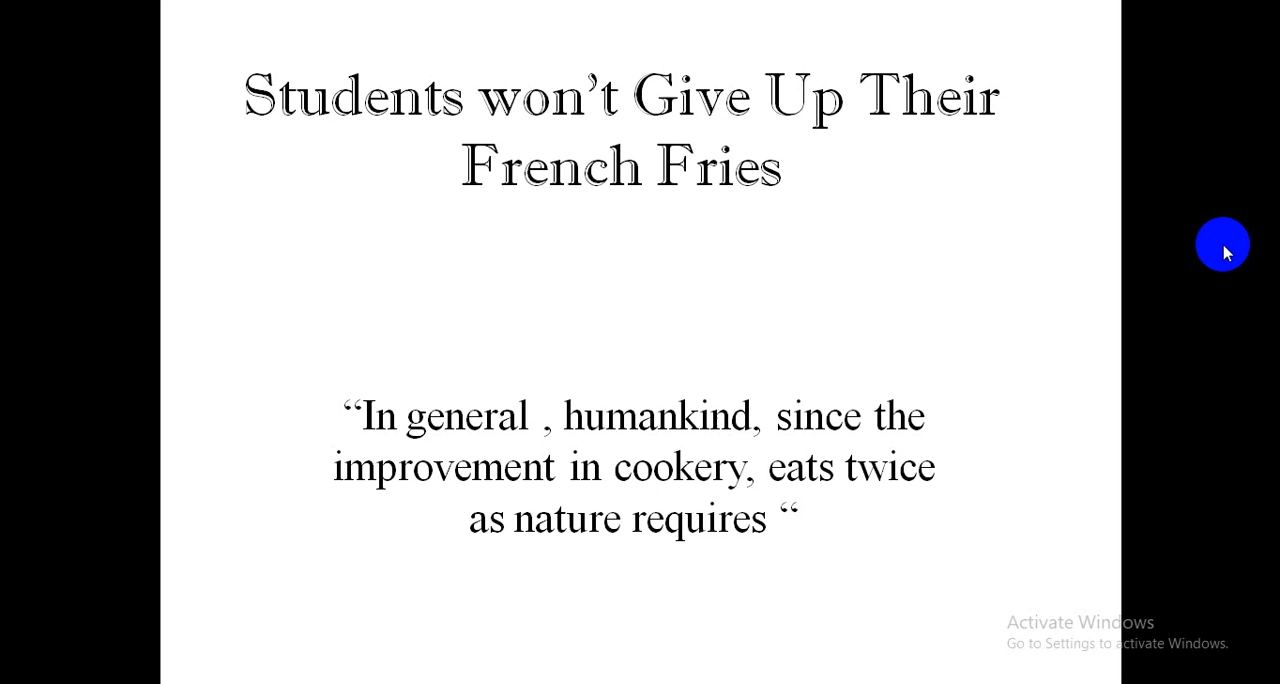 Students won’t Give Up Their
French Fries
“In general , humankind, since the
improvement in cookery, eats twice
as nature requires “
Activate Windows
Go to Settings to activate Windows.